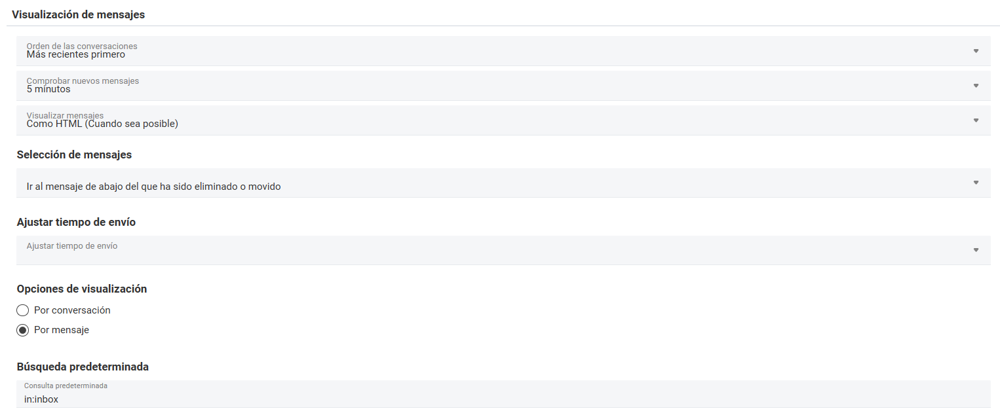 Visualización de mensajes
Orden de las conversaciones
Más recientes primero
Comprobar nuevos mensajes
5 minutos
Visualizar mensajes
Como HTML (Cuando sea posible)
Selección de mensajes
Ir al mensaje de abajo del que ha sido eliminado o movido
Ajustar tiempo de envío
Ajustar tiempo de envío
Opciones de visualización
Por conversación
Por mensaje
Búsqueda predeterminada
Consulta predeterminada
in:inbox